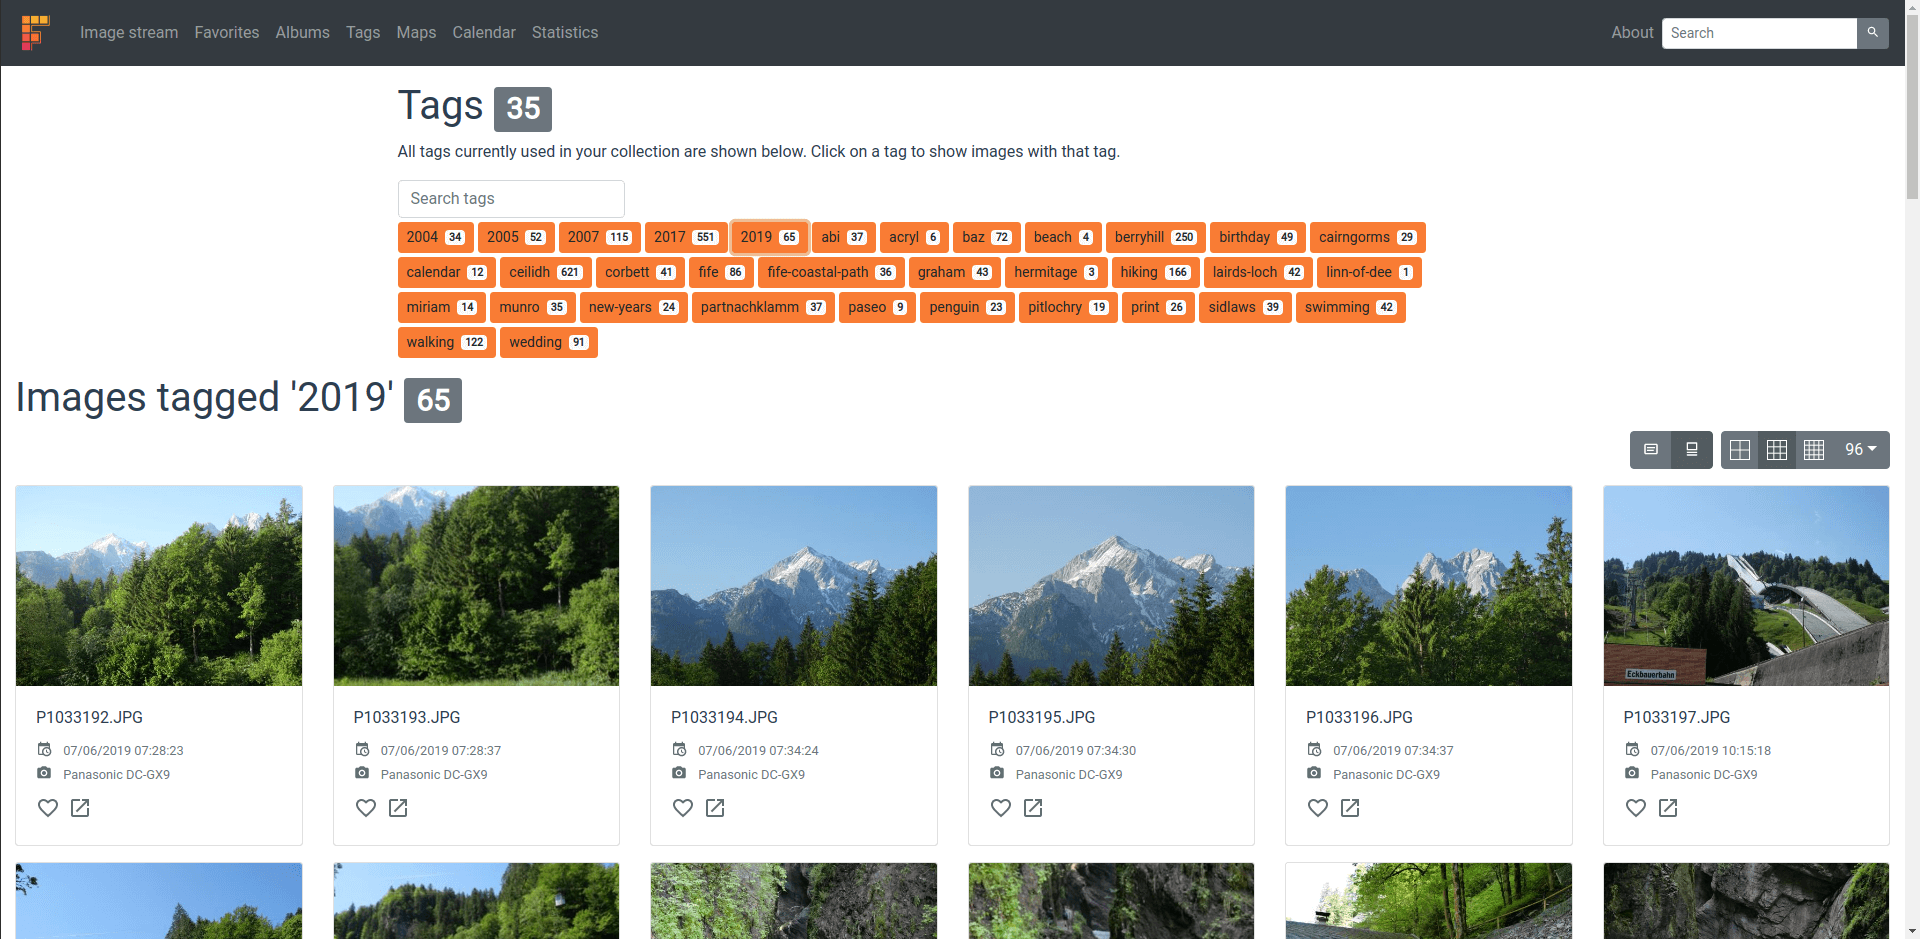 Image stream Favorites Albums Tags Maps Calendar Statistics About Search
Tags 35
All tags currently used in your collection are shown below. Click on a tag to show images with that tag.
Search tags
2004 34 2005 52 2007 115 2017 551 2019 65 abi 37 acryl 6 baz 72 beach 4 berryhill 250 birthday 49 cairngorms 29
calendar 12 ceilidh 621 corbett 41 fife 86 fife-coastal-path 36 graham 43 hermitage 3 hiking 166 lairds-loch 42 linn-of-dee 1
miriam 14 munro 35 new-years 24 partnachklamm 37 paseo 9 penguin 23 pitlochry 19 print 26 sidlaws 39 swimming 42
walking 122 wedding 91
Images tagged '2019' 65
96
Eckbauerbahn
P1033192.JPG P1033193.JPG P1033194.JPG P1033195.JPG P1033196.JPG P1033197.JPG
07/06/2019 07:28:23 07/06/2019 07:28:37 07/06/2019 07:34:24 07/06/2019 07:34:30 07/06/2019 07:34:37 07/06/2019 10:15:18
Panasonic DC-GX9 Panasonic DC-GX9 Panasonic DC-GX9 Panasonic DC-GX9 Panasonic DC-GX9 Panasonic DC-GX9